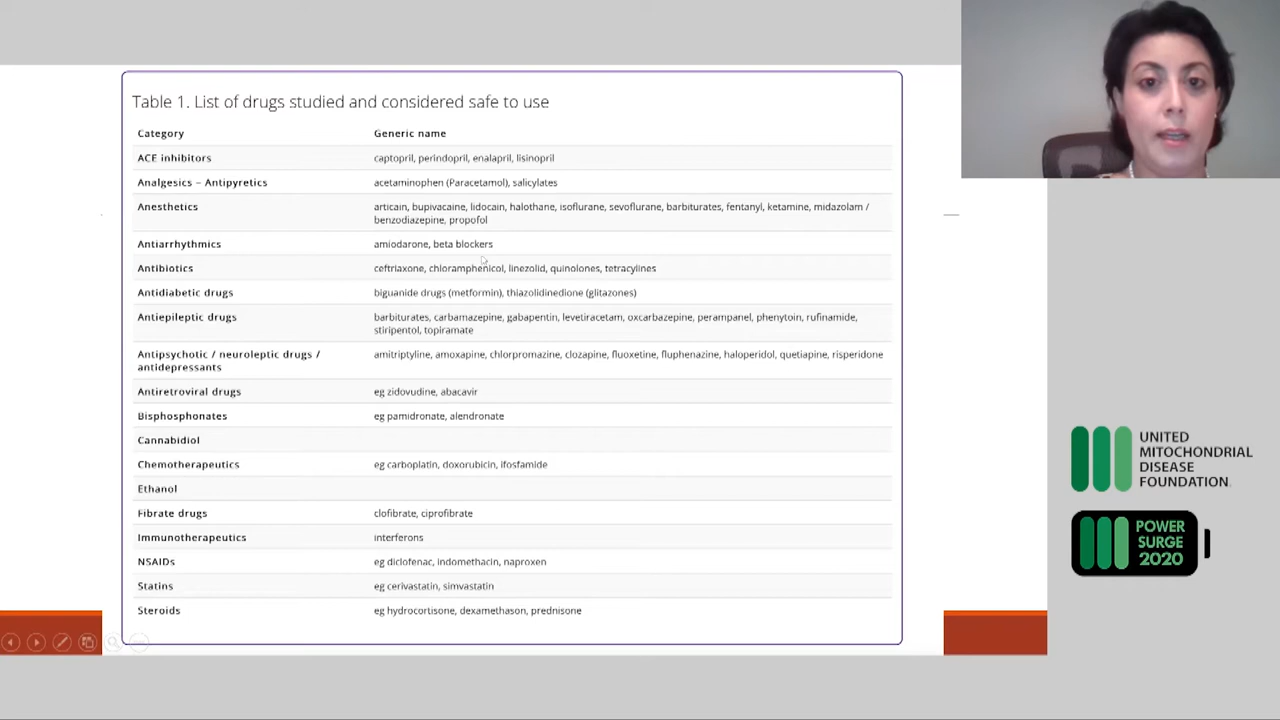 Table 1. List of drugs studied and considered safe to use
Category Generic name
ACE inhibitors captopril, perindopril, enalapril, lisinopril
Analgesics – Antipyretics acetaminophen (Paracetamol), salicylates
Anesthetics articain, bupivacaine, lidocain, halothane, isoflurane, sevoflurane, barbiturates, fentanyl, ketamine, midazolam /
benzodiazepine, propofol
Antiarrhythmics amiodarone, beta blockers
Antibiotics ceftriaxone, chloramphenicol, linezolid, quinolones, tetracylines
Antidiabetic drugs biguanide drugs (metformin), thiazolidinedione (glitazones)
Antiepileptic drugs barbiturates, carbamazepine, gabapentin, levetiracetam, oxcarbazepine, perampanel, phenytoin, rufinamide,
stiripentol, topiramate
Antipsychotic / neuroleptic drugs / amitriptyline, amoxapine, chlorpromazine, clozapine, fluoxetine, fluphenazine, haloperidol, quetiapine, risperidone
antidepressants
Antiretroviral drugs eg zidovudine, abacavir
Bisphosphonates eg pamidronate, alendronate
Cannabidiol
Chemotherapeutics eg carboplatin, doxorubicin, ifosfamide
Ethanol
Fibrate drugs clofibrate, ciprofibrate
Immunotherapeutics interferons
NSAIDs eg diclofenac, indomethacin, naproxen
Statins eg cerivastatin, simvastatin
Steroids eg hydrocortisone, dexamethason, prednisone
UNITED
MITOCHONDRIAL
DISEASE
FOUNDATION
POWER
SURGE
2020